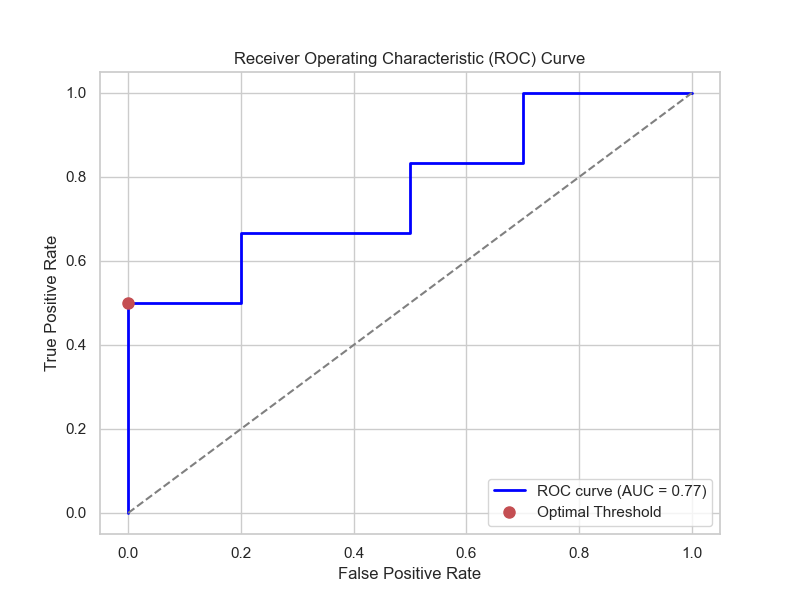 Receiver Operating Characteristic (ROC) Curve
True Positive Rate
1.0
0.8
0.6
0.4
0.2
0.0
0.0 0.2 0.4 0.6 0.8 1.0
False Positive Rate
ROC curve (AUC = 0.77)
Optimal Threshold